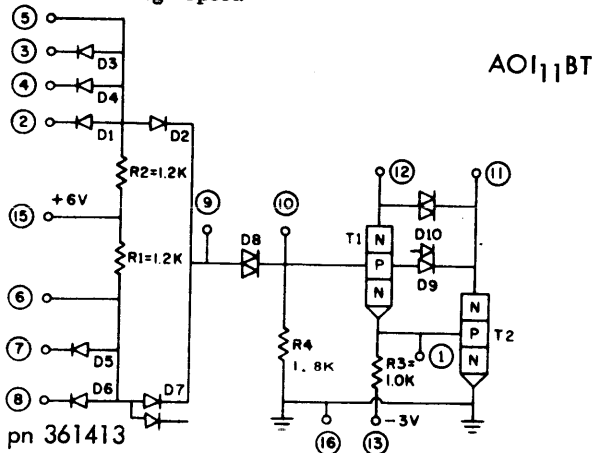 AOI11BT
5
3
D3
4
D4
2
D1
D2
R2=1.2K
+6V
15
R1=1.2K
6
7
D5
8
D6
D7
pn 361413
9
10
D8
R4
1.8K
12
11
T1
N
P
N
D10
D9
N
P
N
T2
R3=
1.0K
1
-3V
16
13